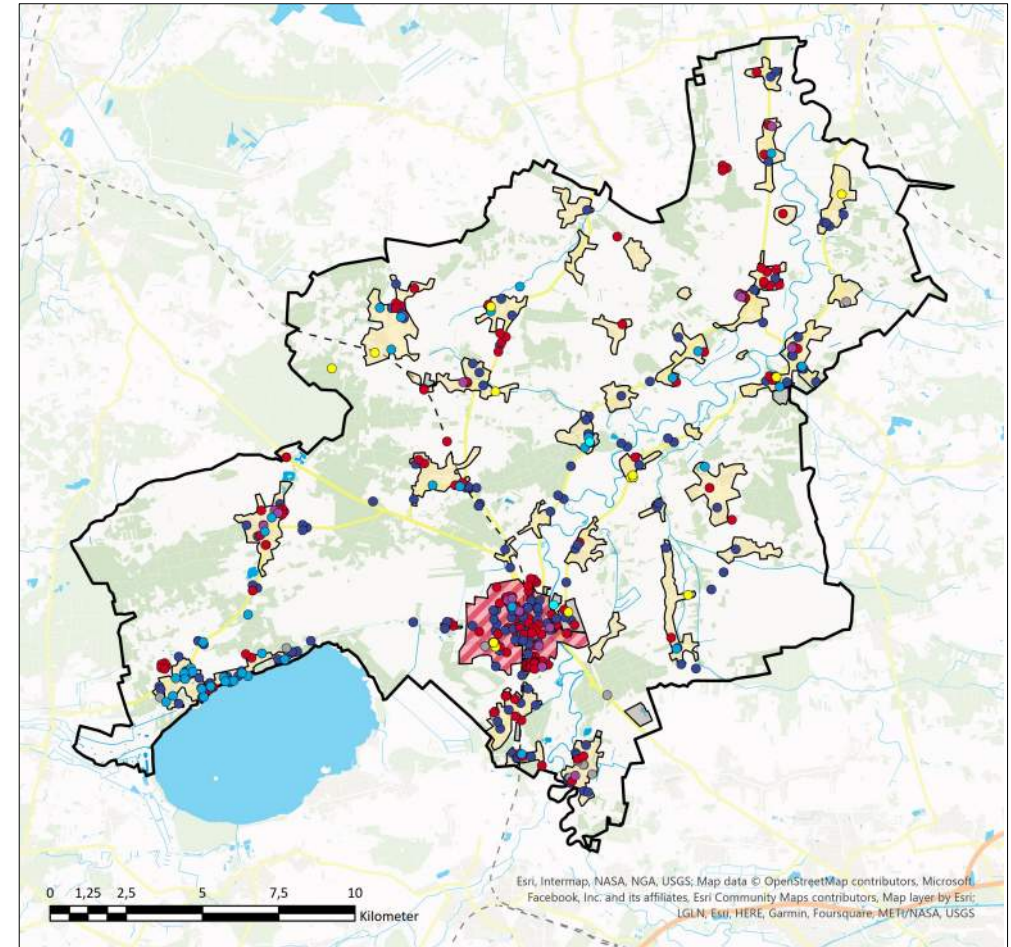 Esri, Intermap, NASA, NGA, USGS; Map data © OpenStreetMap contributors, Microsoft,
Facebook, Inc. and its affiliates, Esri Community Maps contributors, Map layer by Esri;
LGLN, Esri, HERE, Garmin, Foursquare, METI/NASA, USGS
0 1,25 2,5 5 7,5 10
Kilometer